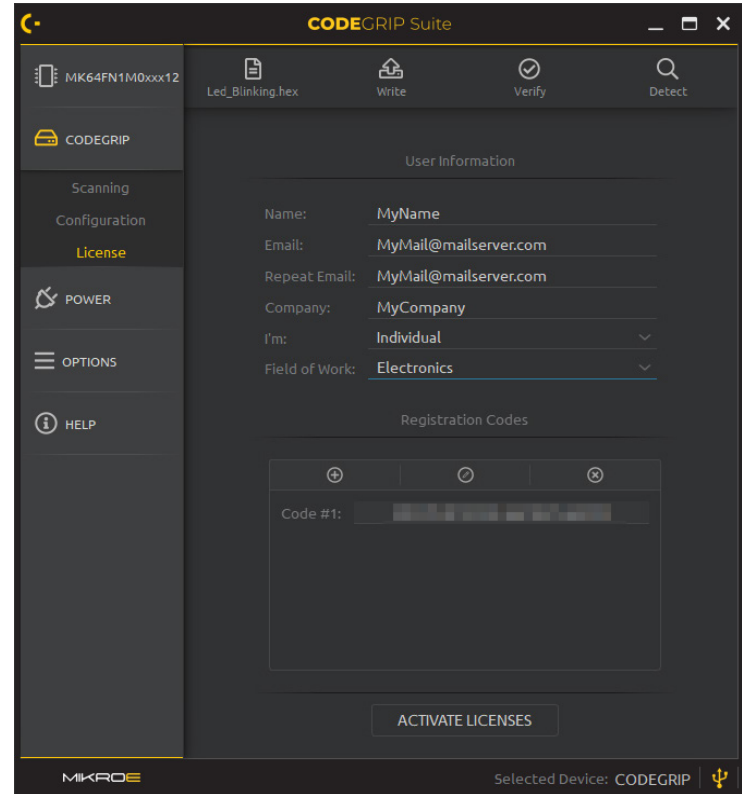 CODEGRIP Suite
MK64FN1M0xxx12
Led_Blinking.hex
Write
Verify
Detect
CODEGRIP
Scanning
Configuration
License
POWER
OPTIONS
HELP
User Information
Name: MyName
Email: MyMail@mailserver.com
Repeat Email: MyMail@mailserver.com
Company: MyCompany
I'm: Individual
Field of Work: Electronics
Registration Codes
Code #1:
ACTIVATE LICENSES
MIKROE
Selected Device: CODEGRIP